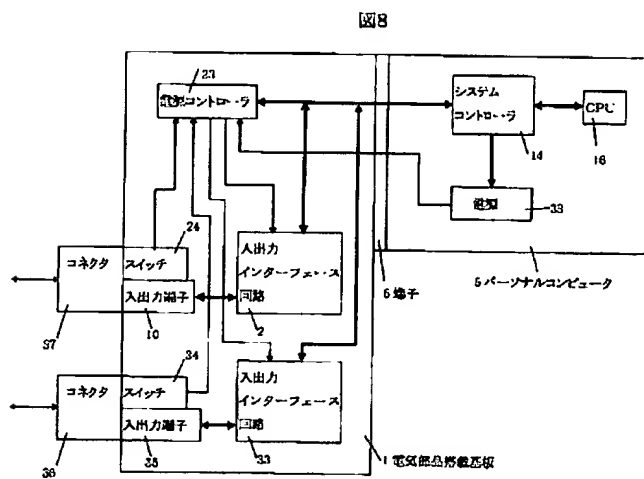 図8
23
電源コントローラ
システム
コントローラ
CPU
14
16
電源
38
24
コネクタ
スイッチ
入出力
インターフェース
回路
入出力端子
37
10
2
6 端子
5 パーソナルコンピュータ
34
コネクタ
スイッチ
入出力
インターフェース
回路
入出力端子
36
35
33
1 電気部品搭載基板